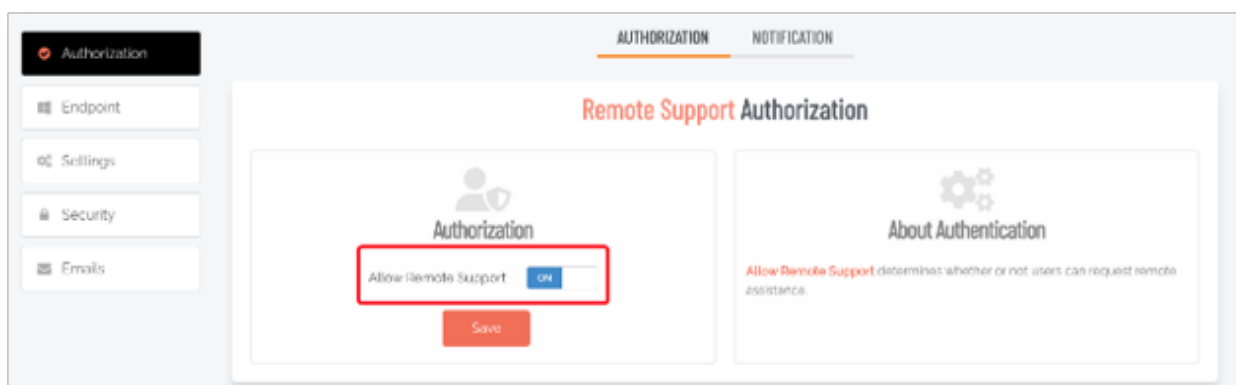 AUTHORIZATION NOTIFICATION
Authorization
Endpoint
Settings
Security
Emails
Remote Support Authorization
Authorization
Allow Remote Support ON
Save
About Authentication
Allow Remote Support determines whether or not users can request remote
assistance.